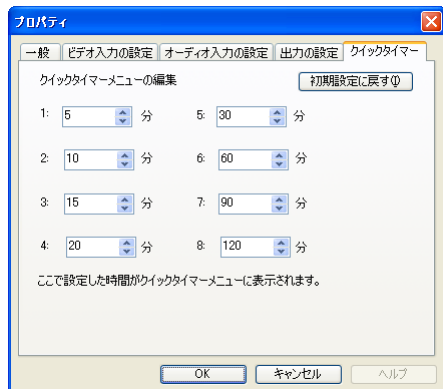 プロパティ
一般 ビデオ入力の設定 オーディオ入力の設定 出力の設定 クイックタイマー
クイックタイマーメニューの編集 初期設定に戻す(I)
1: 5 分 5: 30 分
2: 10 分 6: 60 分
3: 15 分 7: 90 分
4: 20 分 8: 120 分
ここで設定した時間がクイックタイマーメニューに表示されます。
OK キャンセル ヘルプ